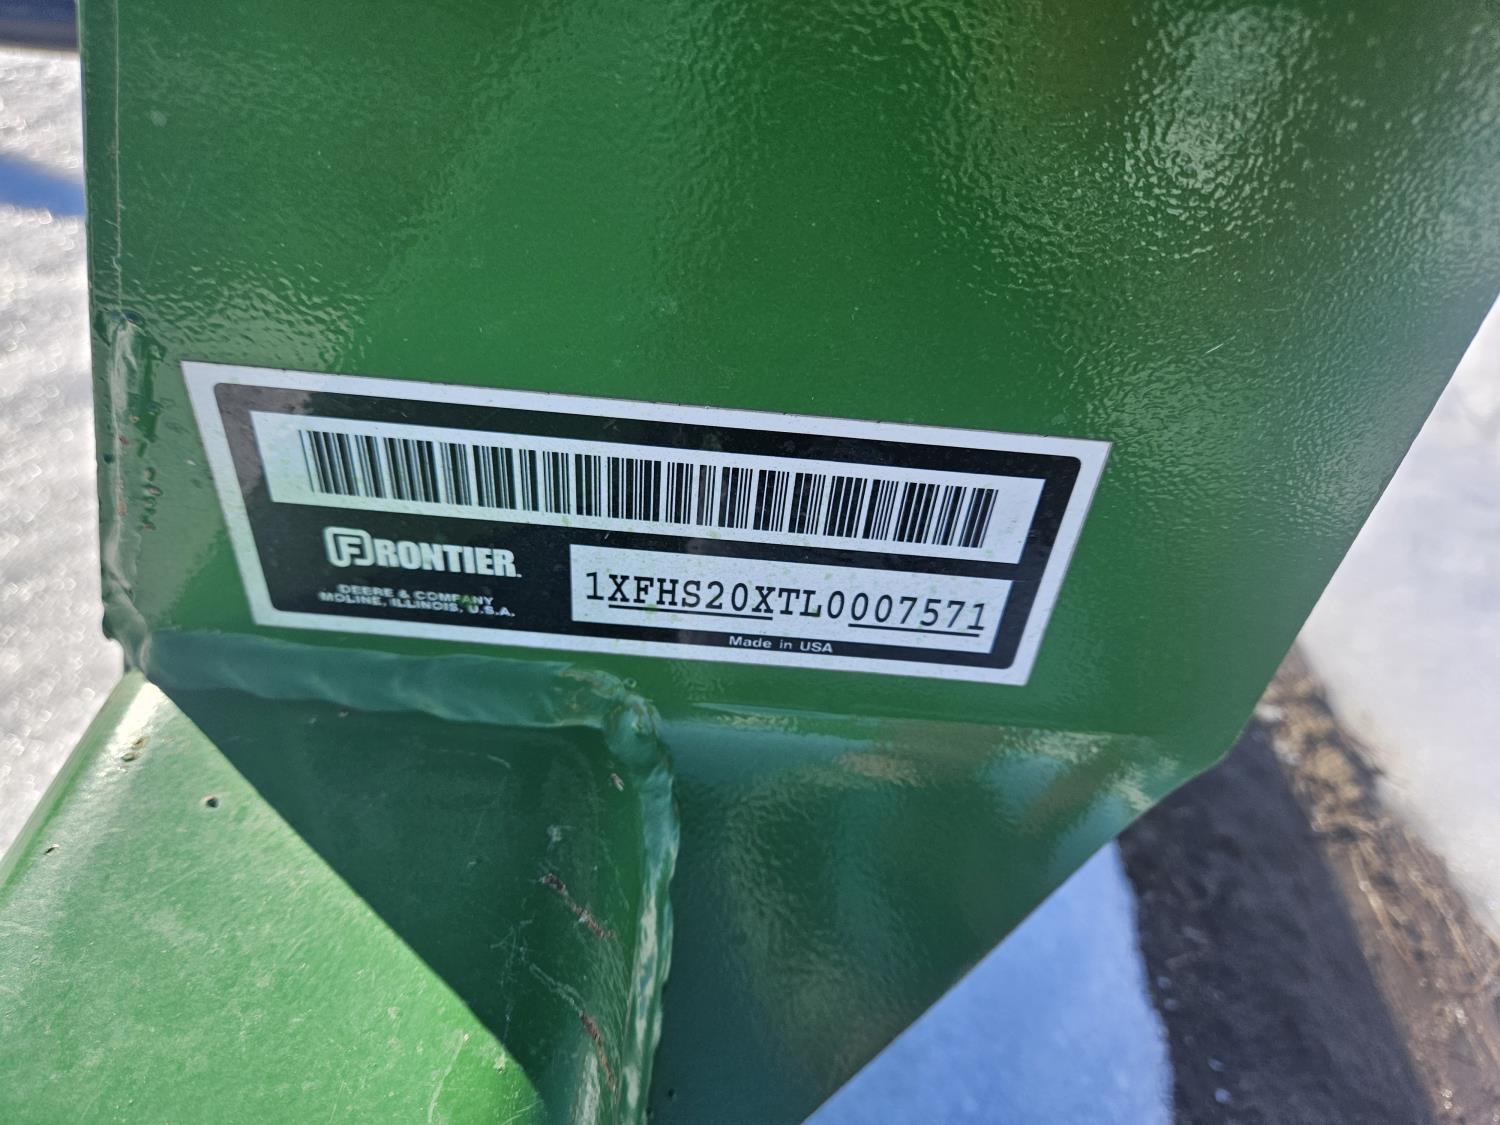 FRONTIER
DEERE & COMPANY
MOLINE, ILLINOIS, U.S.A.
1XFHS20XTL0007571
Made in USA